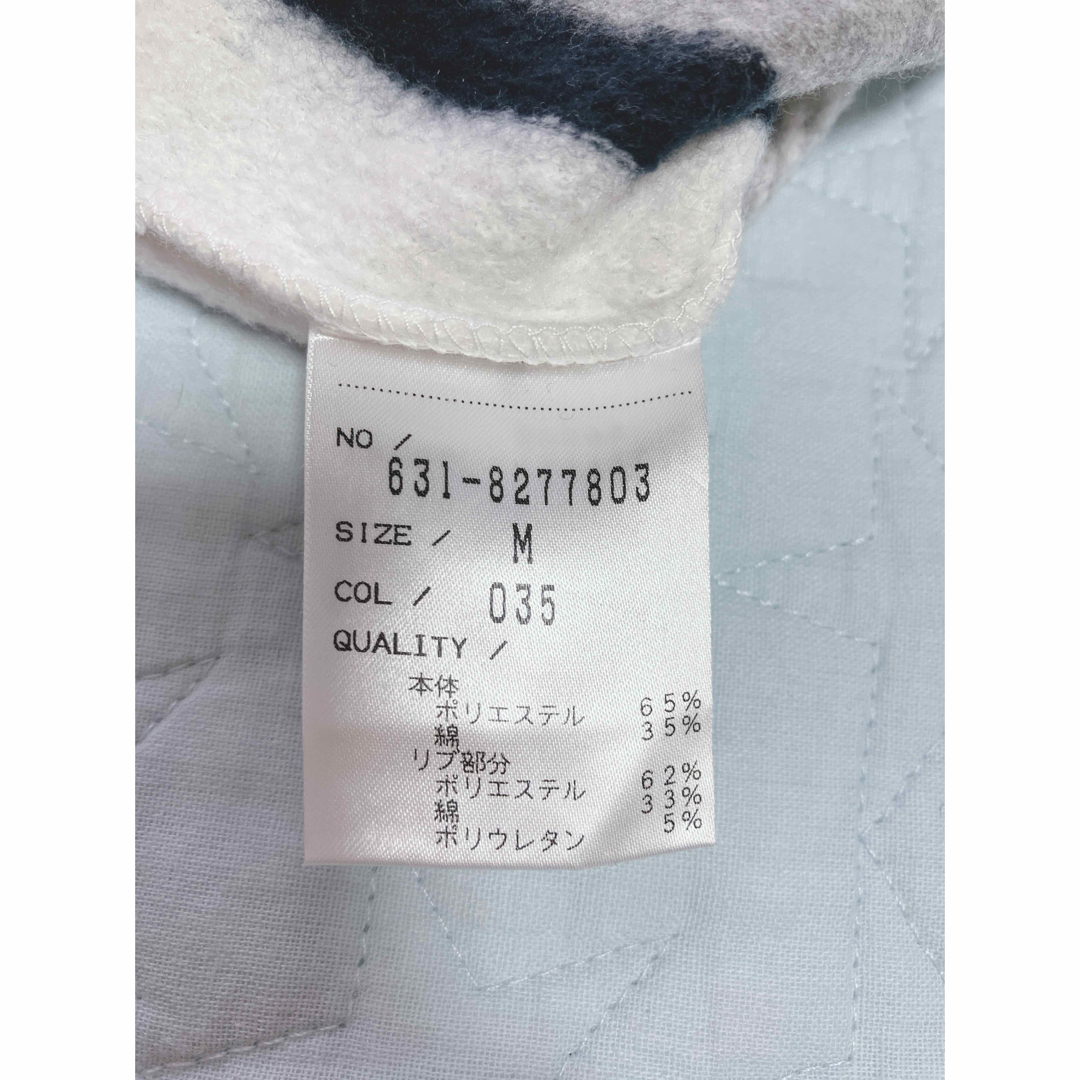 NO /
631-8277803
SIZE / M
COL / 035
QUALITY /
本体
ポリエステル 65%
綿 35%
リブ部分
ポリエステル 62%
綿 33%
ポリウレタン 5%